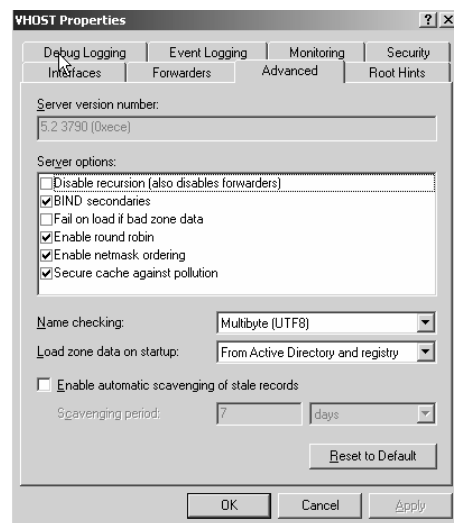 VHOST Properties
Debug Logging Event Logging Monitoring Security
Interfaces Forwarders Advanced Root Hints
Server version number:
5.2 3790 (0xece)
Server options:
Disable recursion (also disables forwarders)
BIND secondaries
Fail on load if bad zone data
Enable round robin
Enable netmask ordering
Secure cache against pollution
Name checking: Multibyte (UTF8)
Load zone data on startup: From Active Directory and registry
Enable automatic scavenging of stale records
Scavenging period: 7 days
Reset to Default
OK Cancel Apply